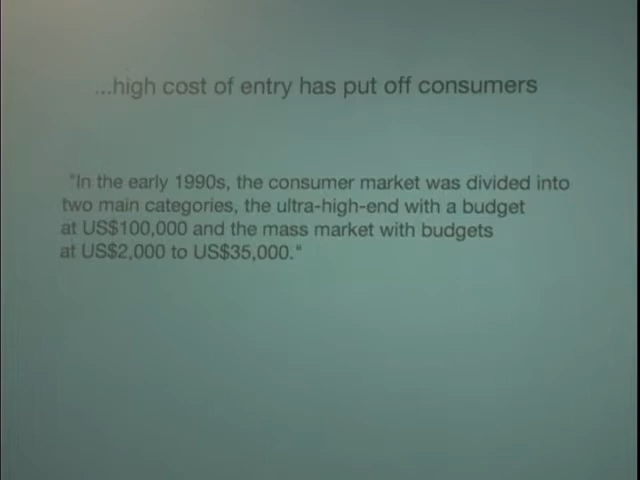 ...high cost of entry has put off consumers
"In the early 1990s, the consumer market was divided into
two main categories, the ultra-high-end with a budget
at US$100,000 and the mass market with budgets
at US$2,000 to US$35,000."